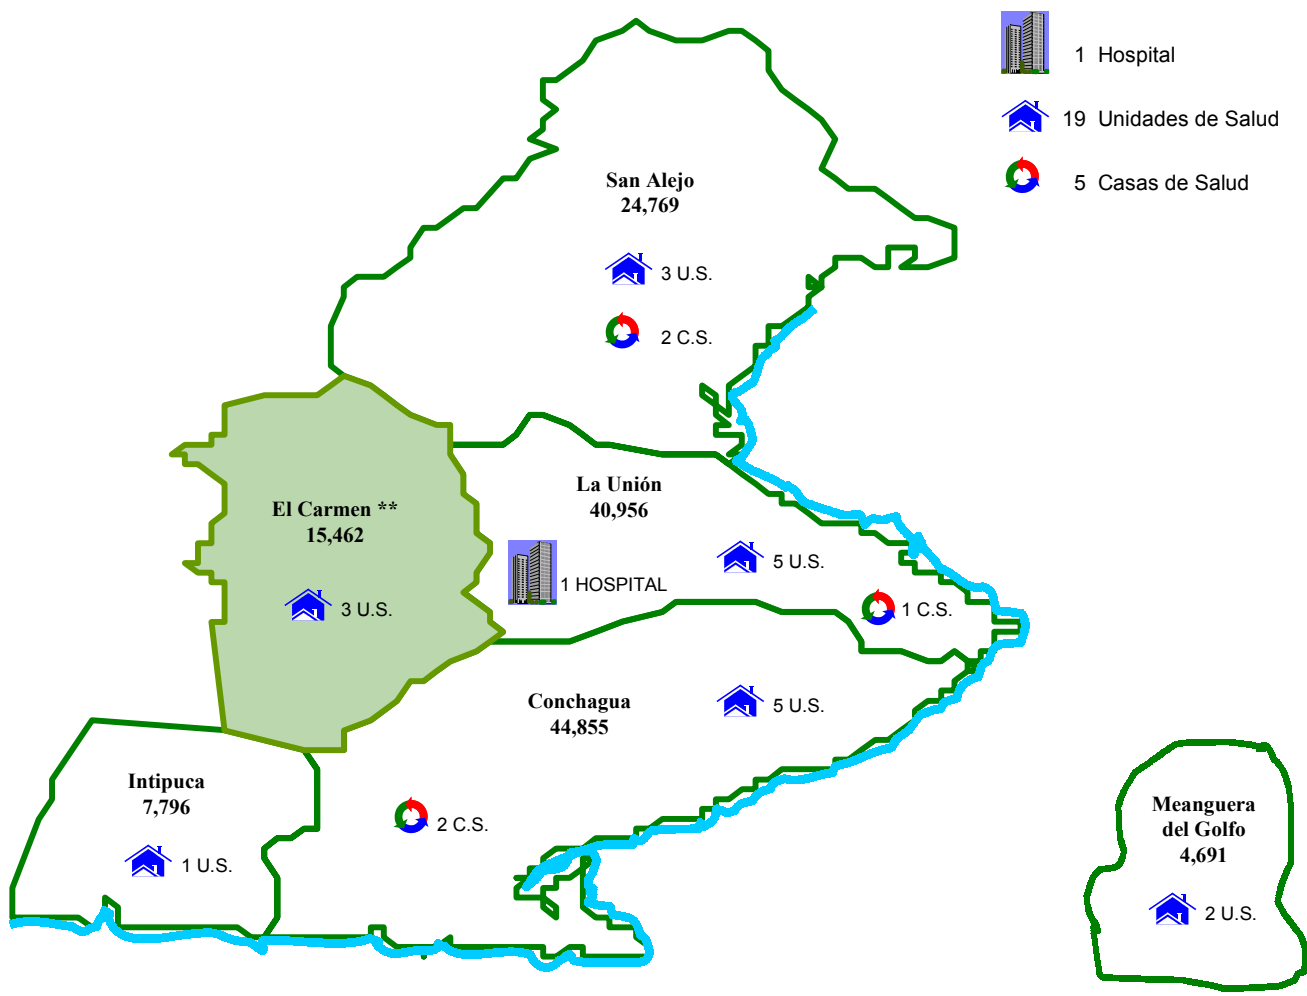 1 Hospital
19 Unidades de Salud
5 Casas de Salud
San Alejo
24,769
3 U.S.
2 C.S.
La Unión
40,956
El Carmen **
15,462
5 U.S.
1 HOSPITAL
3 U.S.
1 C.S.
Conchagua
44,855
5 U.S.
Intipuca
7,796
2 C.S.
1 U.S.
Meanguera
del Golfo
4,691
2 U.S.